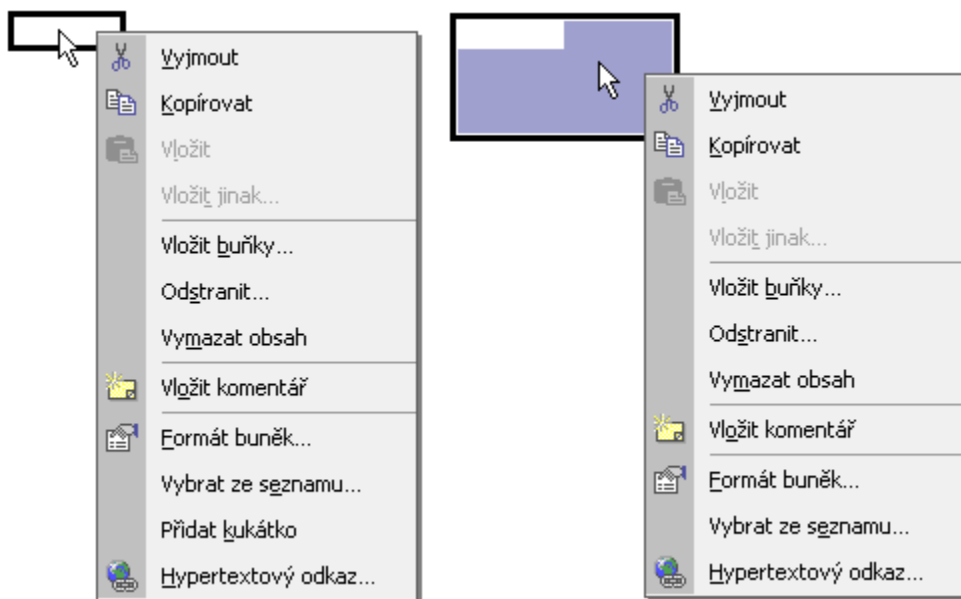 Vyjmout
Kopírovat
Vložit
Vložit jinak...
Vložit buňky...
Odstranit...
Vymazat obsah
Vložit komentář
Formát buněk...
Vybrat ze seznamu...
Přidat kukátko
Hypertextový odkaz...
Vyjmout
Kopírovat
Vložit
Vložit jinak...
Vložit buňky...
Odstranit...
Vymazat obsah
Vložit komentář
Formát buněk...
Vybrat ze seznamu...
Hypertextový odkaz...